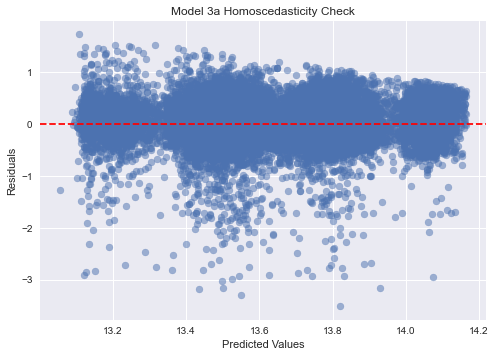 Model 3a Homoscedasticity Check
Residuals
1
0
−1
−2
−3
13.2 13.4 13.6 13.8 14.0 14.2
Predicted Values